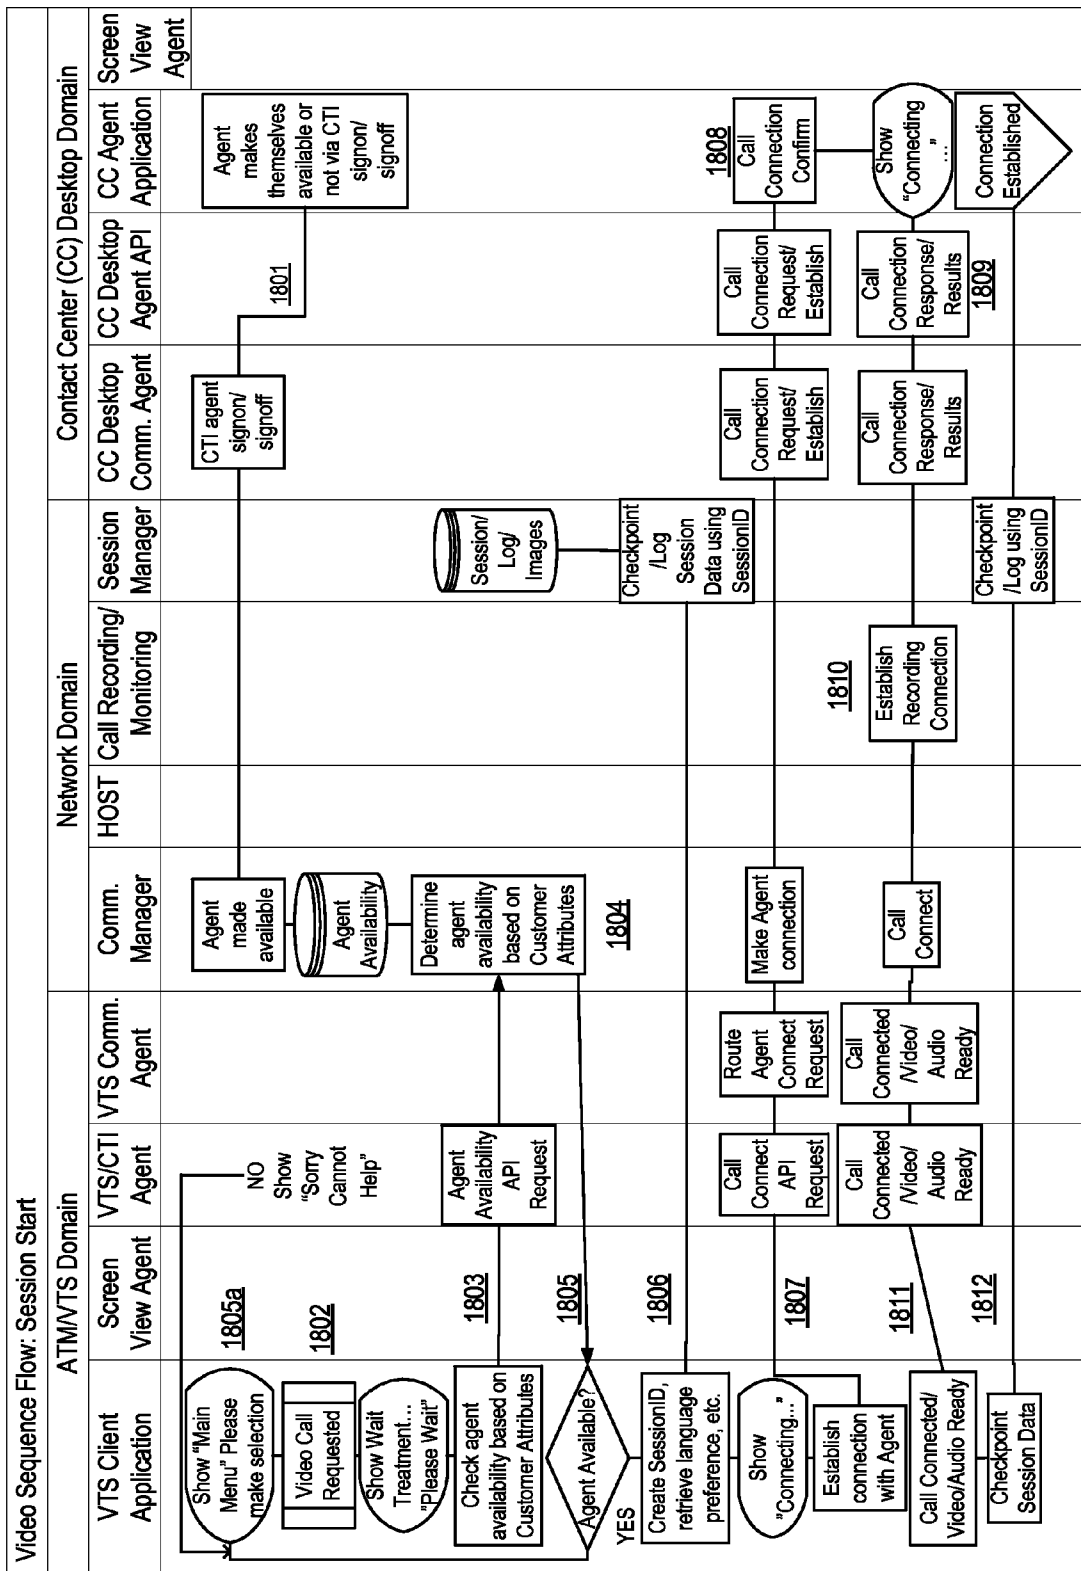 Video Sequence Flow: Session Start
ATM/VTS Domain
Network Domain
Contact Center (CC) Desktop Domain
VTS Client
Application
Screen
View Agent
VTS/CTI
Agent
VTS Comm.
Agent
Comm.
Manager
HOST
Call Recording/
Monitoring
Session
Manager
CC Desktop
Comm. Agent
CC Desktop
Agent API
CC Agent
Application
Screen
View
Agent
Show "Main
Menu" Please
make selection
1805a
NO
Show
"Sorry
Cannot
Help"
Agent
made
available
CTI agent
signon/
signoff
1801
Agent
makes
themselves
available or
not via CTI
signon/
signoff
Video Call
Requested
1802
Agent
Availability
Show Wait
Treatment...
"Please Wait"
Check agent
availability based on
Customer Attributes
1803
Agent
Availability
API
Request
Determine
agent
availability
based on
Customer
Attributes
1804
Session/
Log/
Images
Agent Available?
1805
YES
Create SessionID,
retrieve language
preference, etc.
1806
Checkpoint
/Log
Session
Data using
SessionID
Show
"Connecting..."
Establish
connection
with Agent
1807
Call
Connect
API
Request
Route
Agent
Connect
Request
Make Agent
connection
Call
Connection
Request/
Establish
Call
Connection
Request/
Establish
1808
Call
Connection
Confirm
Call Connected/
Video/Audio Ready
1811
Call
Connected
/Video/
Audio
Ready
Call
Connected
/Video/
Audio
Ready
Call
Connect
1810
Establish
Recording
Connection
Call
Connection
Response/
Results
Call
Connection
Response/
Results
1809
Show
"Connecting
..."
Checkpoint
Session Data
1812
Checkpoint
/Log using
SessionID
Connection
Established